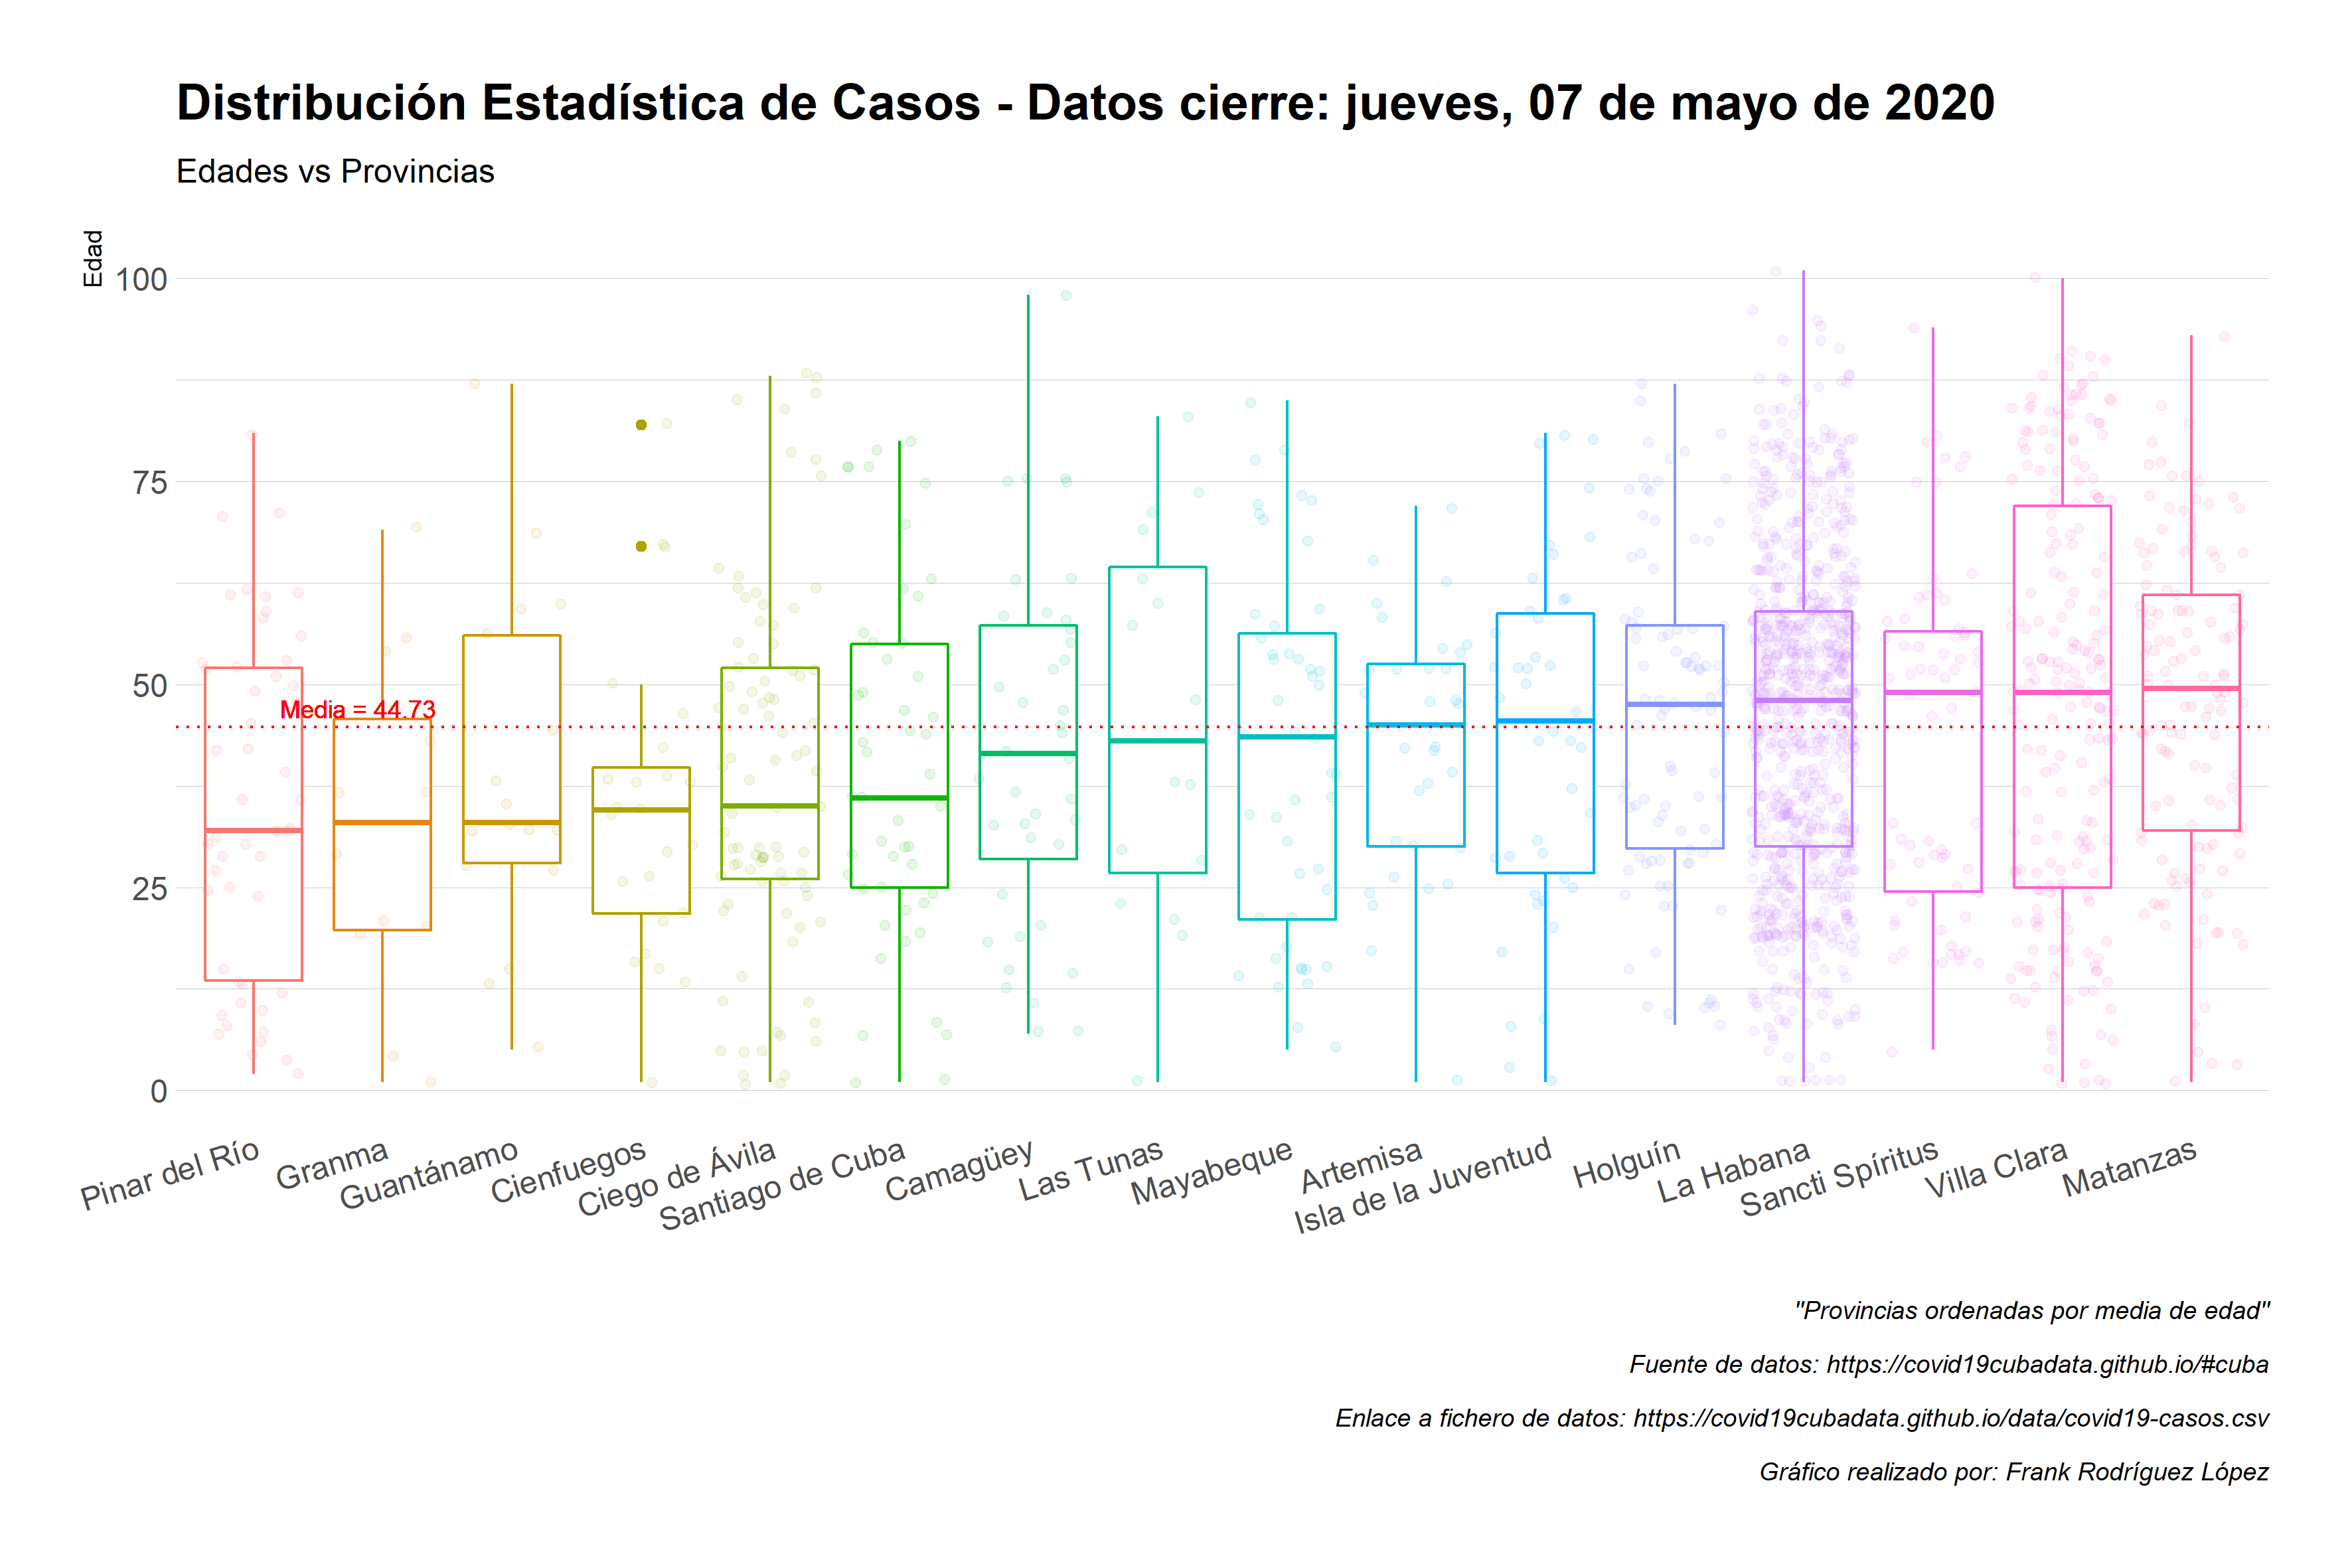 Distribución Estadística de Casos - Datos cierre: jueves, 07 de mayo de 2020
Edades vs Provincias
Edad
100
75
50
25
0
Media = 44.73
Pinar del Río
Granma
Guantánamo
Cienfuegos
Ciego de Ávila
Santiago de Cuba
Camagüey
Las Tunas
Mayabeque
Artemisa
Isla de la Juventud
Holguín
La Habana
Sancti Spíritus
Villa Clara
Matanzas
"Provincias ordenadas por media de edad"
Fuente de datos: https://covid19cubadata.github.io/#cuba
Enlace a fichero de datos: https://covid19cubadata.github.io/data/covid19-casos.csv
Gráfico realizado por: Frank Rodríguez López